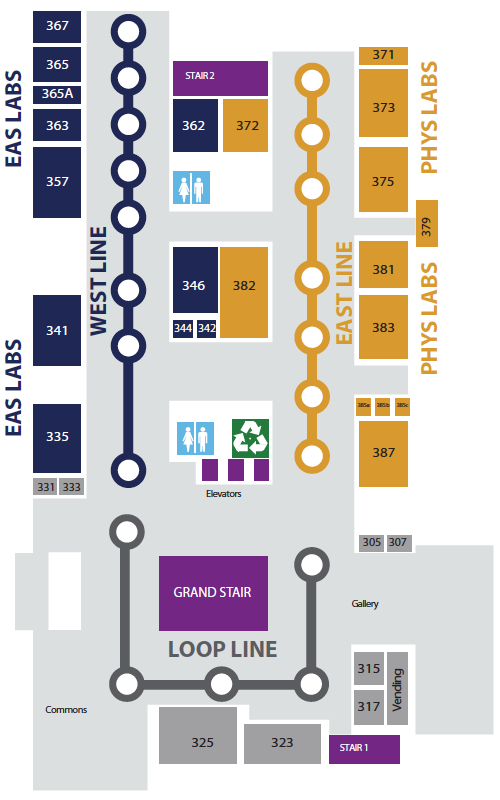 367
365
365A
363
357
EAS LABS
341
335
EAS LABS
331 333
WEST LINE
STAIR 2
362 372
346 382
344 342
Elevators
EAST LINE
371
373
375
379
PHYS LABS
381
383
PHYS LABS
385a 385b 385c
387
305 307
GRAND STAIR
LOOP LINE
Gallery
315
317
Vending
Commons
325 323
STAIR 1